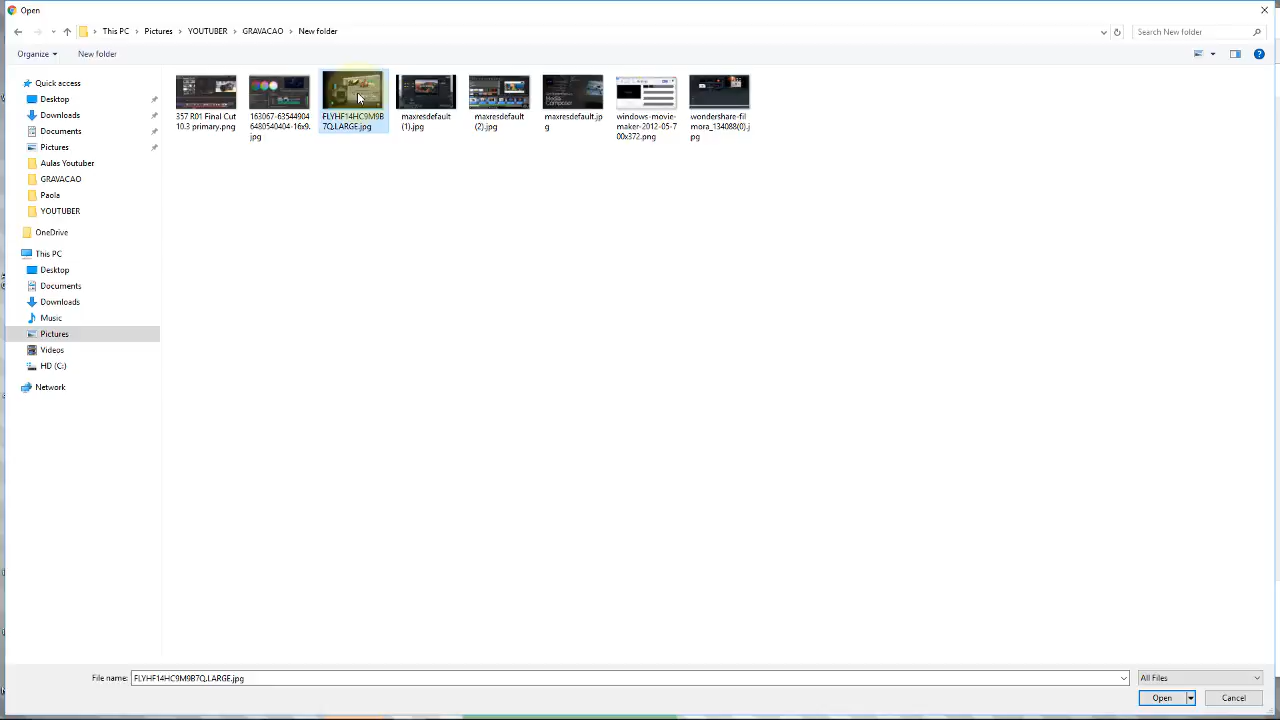 Open
This PC > Pictures > YOUTUBER > GRAVACAO > New folder
Search New folder
Organize
New folder
Quick access
Desktop
Downloads
Documents
Pictures
Aulas Youtuber
GRAVACAO
Paola
YOUTUBER
OneDrive
This PC
Desktop
Documents
Downloads
Music
Pictures
Videos
HD (C:)
Network
357 R01 Final Cut
10.3 primary.png
163067-63544904
6480540404-16x9.
jpg
FLYHF14HC9M9B
7Q.LARGE.jpg
maxresdefault
(1).jpg
maxresdefault
(2).jpg
maxresdefault.jp
g
windows-movie-
maker-2012-05-7
00x372.png
wondershare-fil
mora_134088(0).j
pg
File name:
FLYHF14HC9M9B7Q.LARGE.jpg
All Files
Open
Cancel